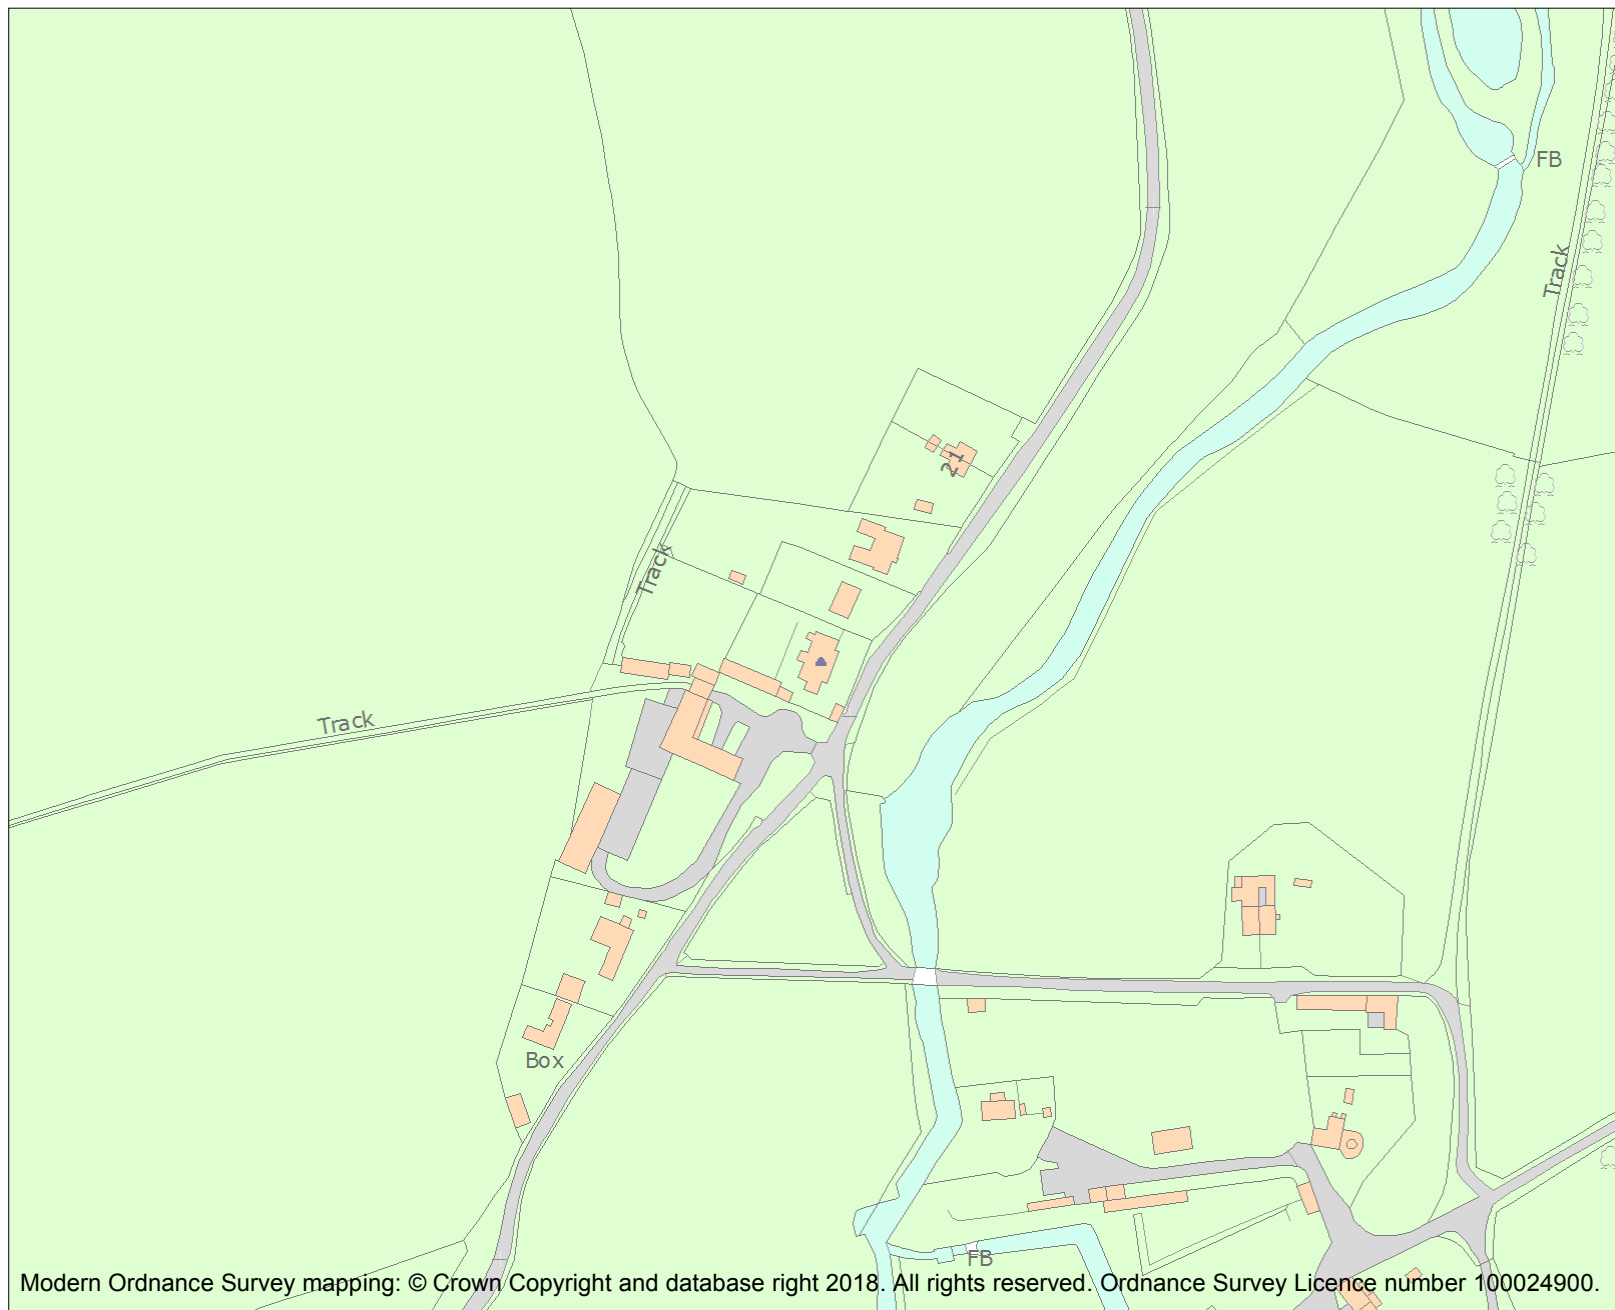 FB
Track
21
Track
Track
Box
FB
Modern Ordnance Survey mapping: © Crown Copyright and database right 2018. All rights reserved. Ordnance Survey Licence number 100024900.